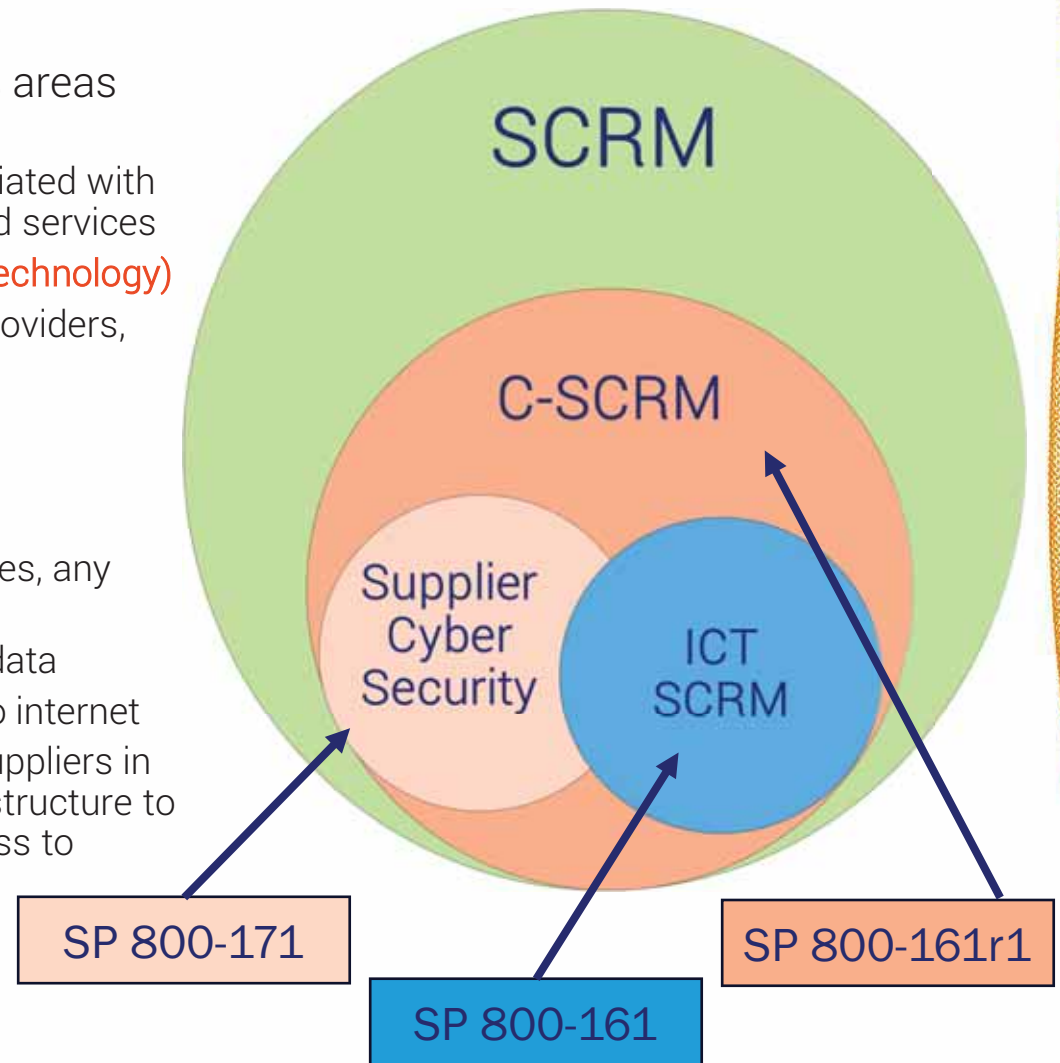 areas
iated with
d services
echnology)
oviders,
es, any
data
o internet
uppliers in
structure to
ss to
SCRM
C-SCRM
Supplier
Cyber
Security
ICT
SCRM
SP 800-171
SP 800-161
SP 800-161r1